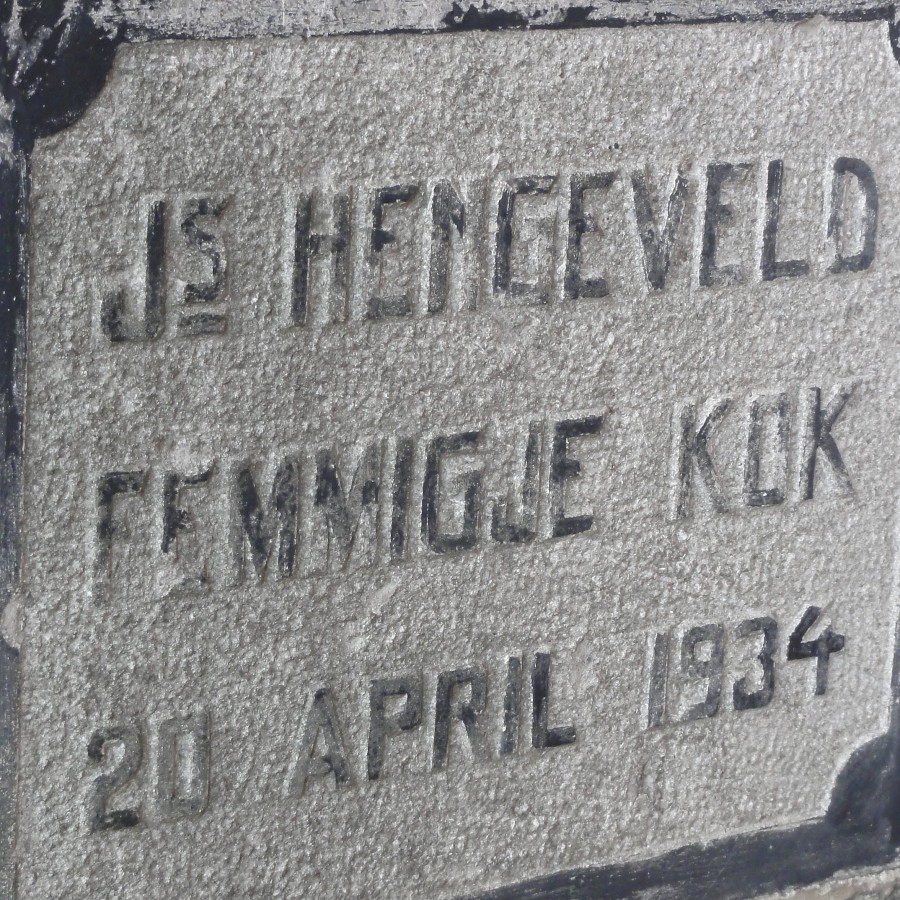 Js HENGEVELD
FEMMIGJE KOK
20 APRIL 1934